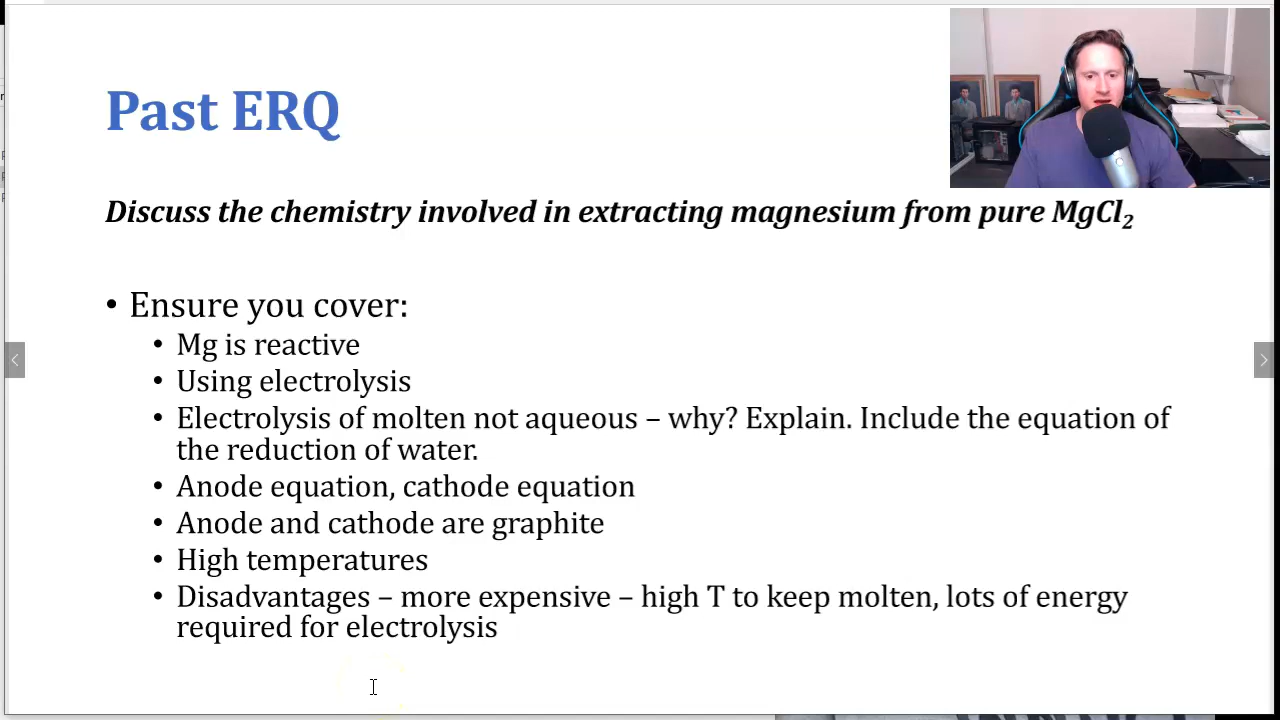 Past ERQ
Discuss the chemistry involved in extracting magnesium from pure MgCl₂
• Ensure you cover:
• Mg is reactive
• Using electrolysis
• Electrolysis of molten not aqueous – why? Explain. Include the equation of
the reduction of water.
• Anode equation, cathode equation
• Anode and cathode are graphite
• High temperatures
• Disadvantages – more expensive – high T to keep molten, lots of energy
required for electrolysis